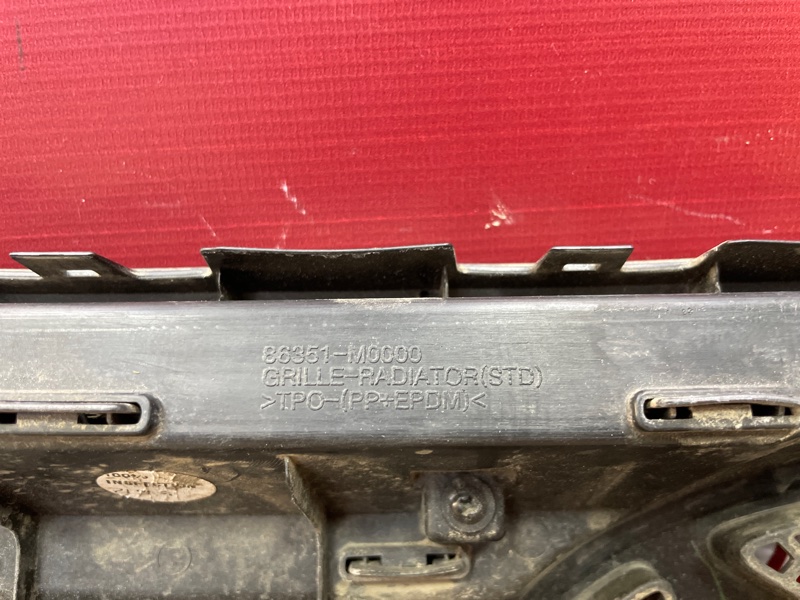 86351-M0000
GRILLE-RADIATOR(STD)
>TPO-(PP+EPDM)<